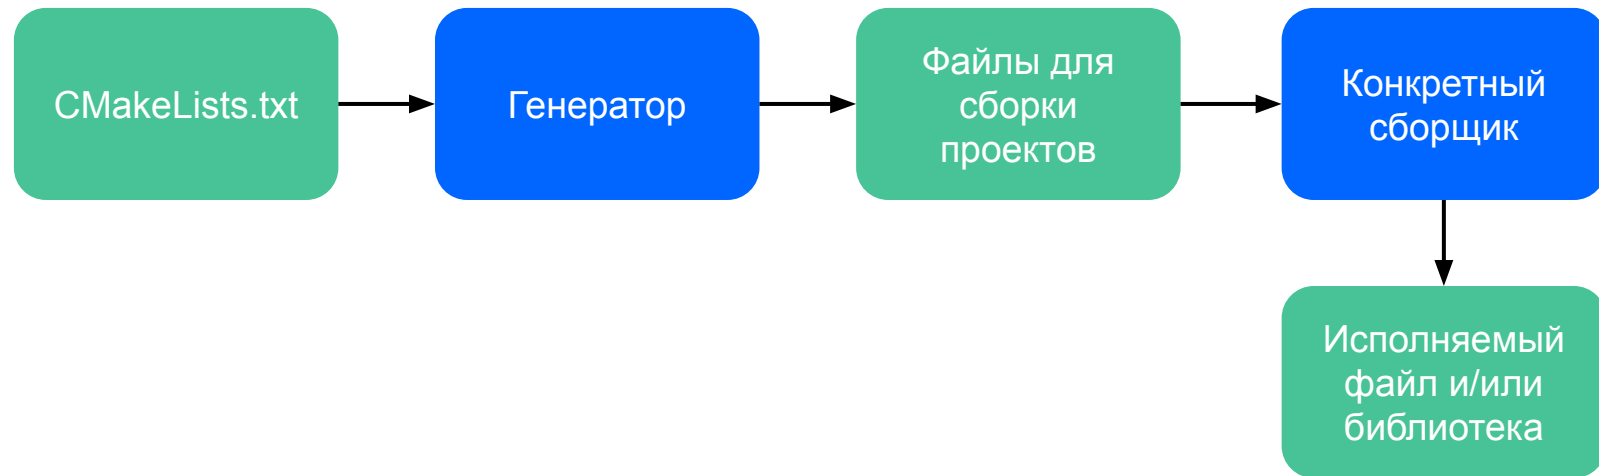 CMakeLists.txt
Генератор
Файлы для
сборки
проектов
Конкретный
сборщик
Исполняемый
файл и/или
библиотека